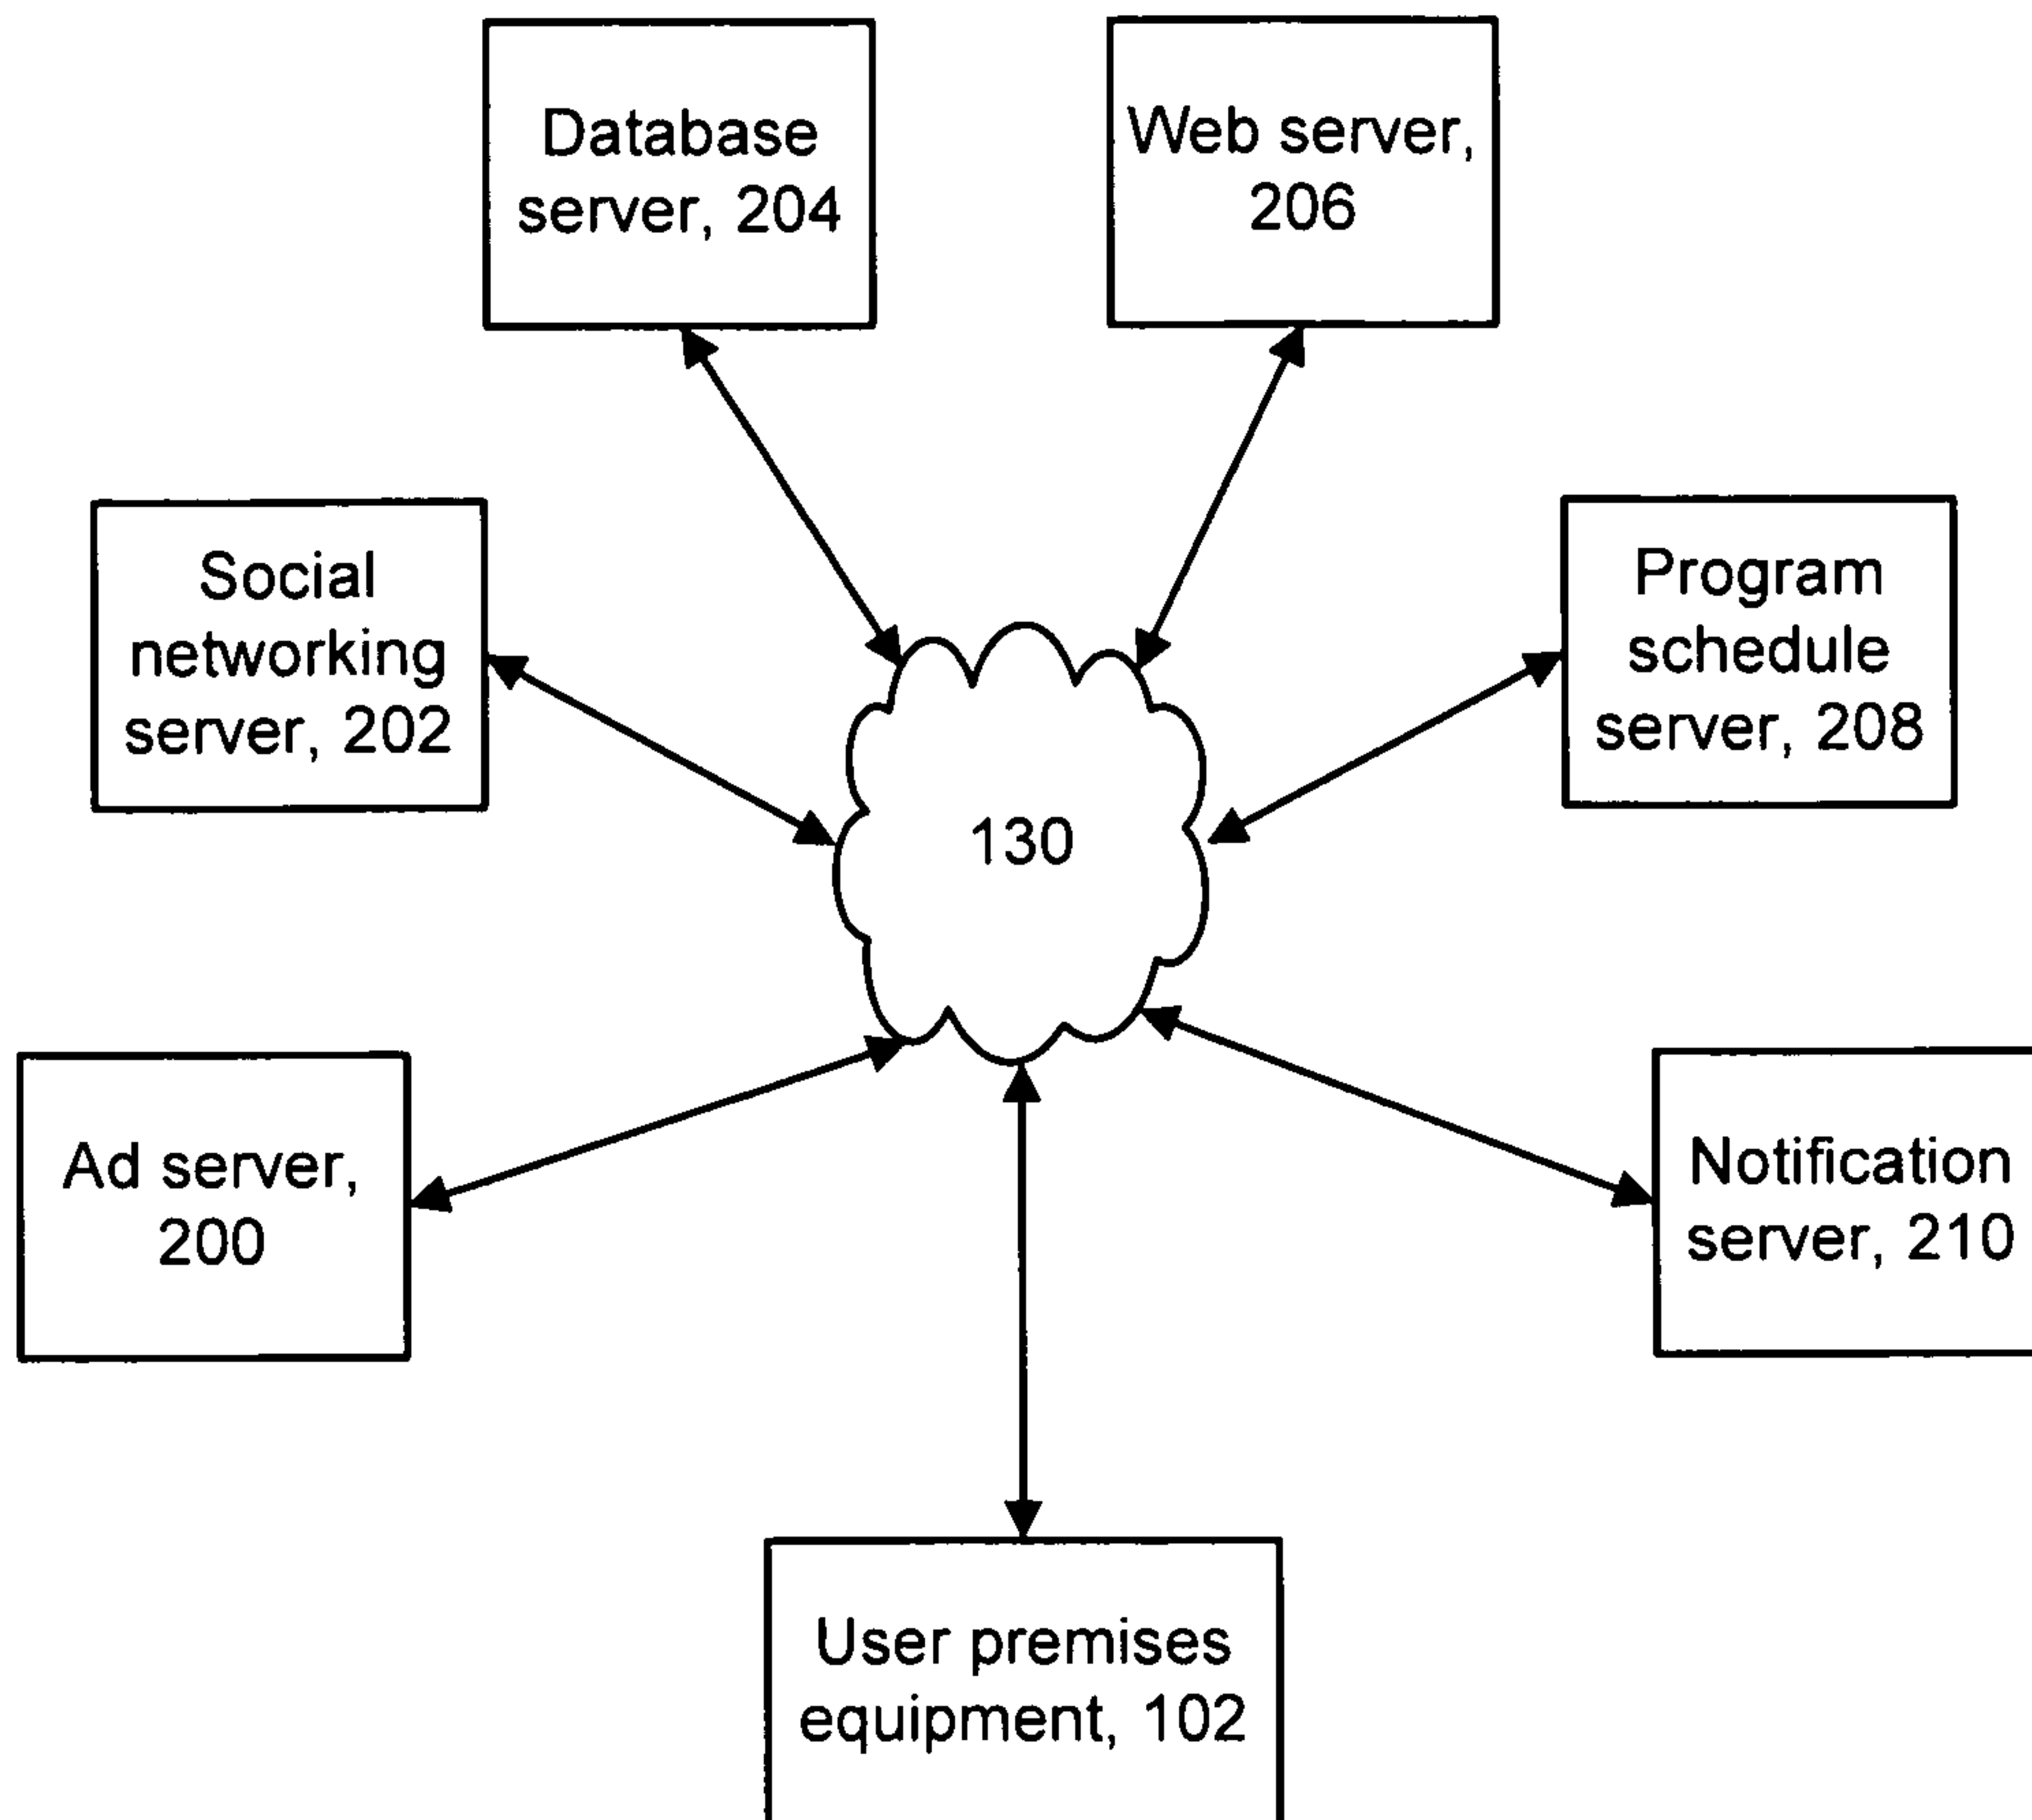 Database
server, 204
Web server,
206
Social
networking
server, 202
Program
schedule
server, 208
130
Ad server,
200
Notification
server, 210
User premises
equipment, 102